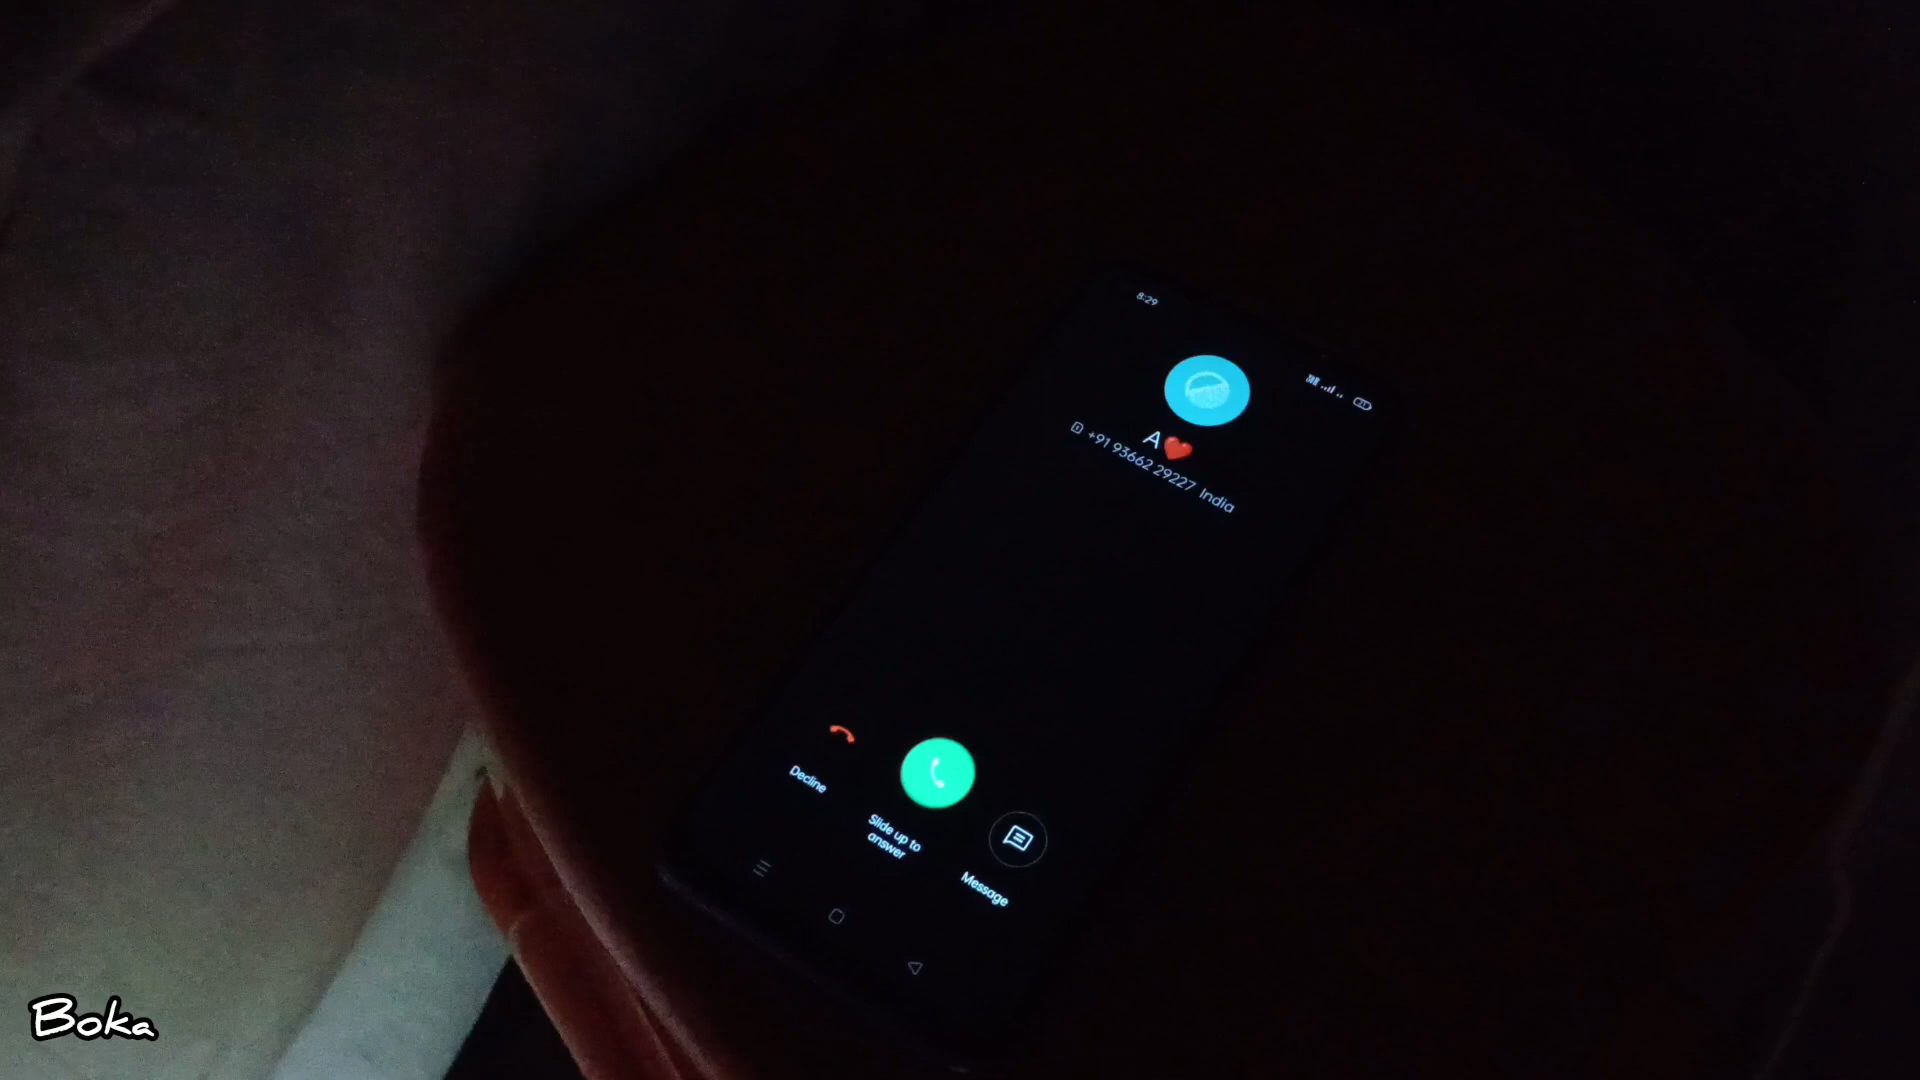 8:29
A❤️
+91 93662 29227 India
Decline
Slide up to
answer
Message
Boka